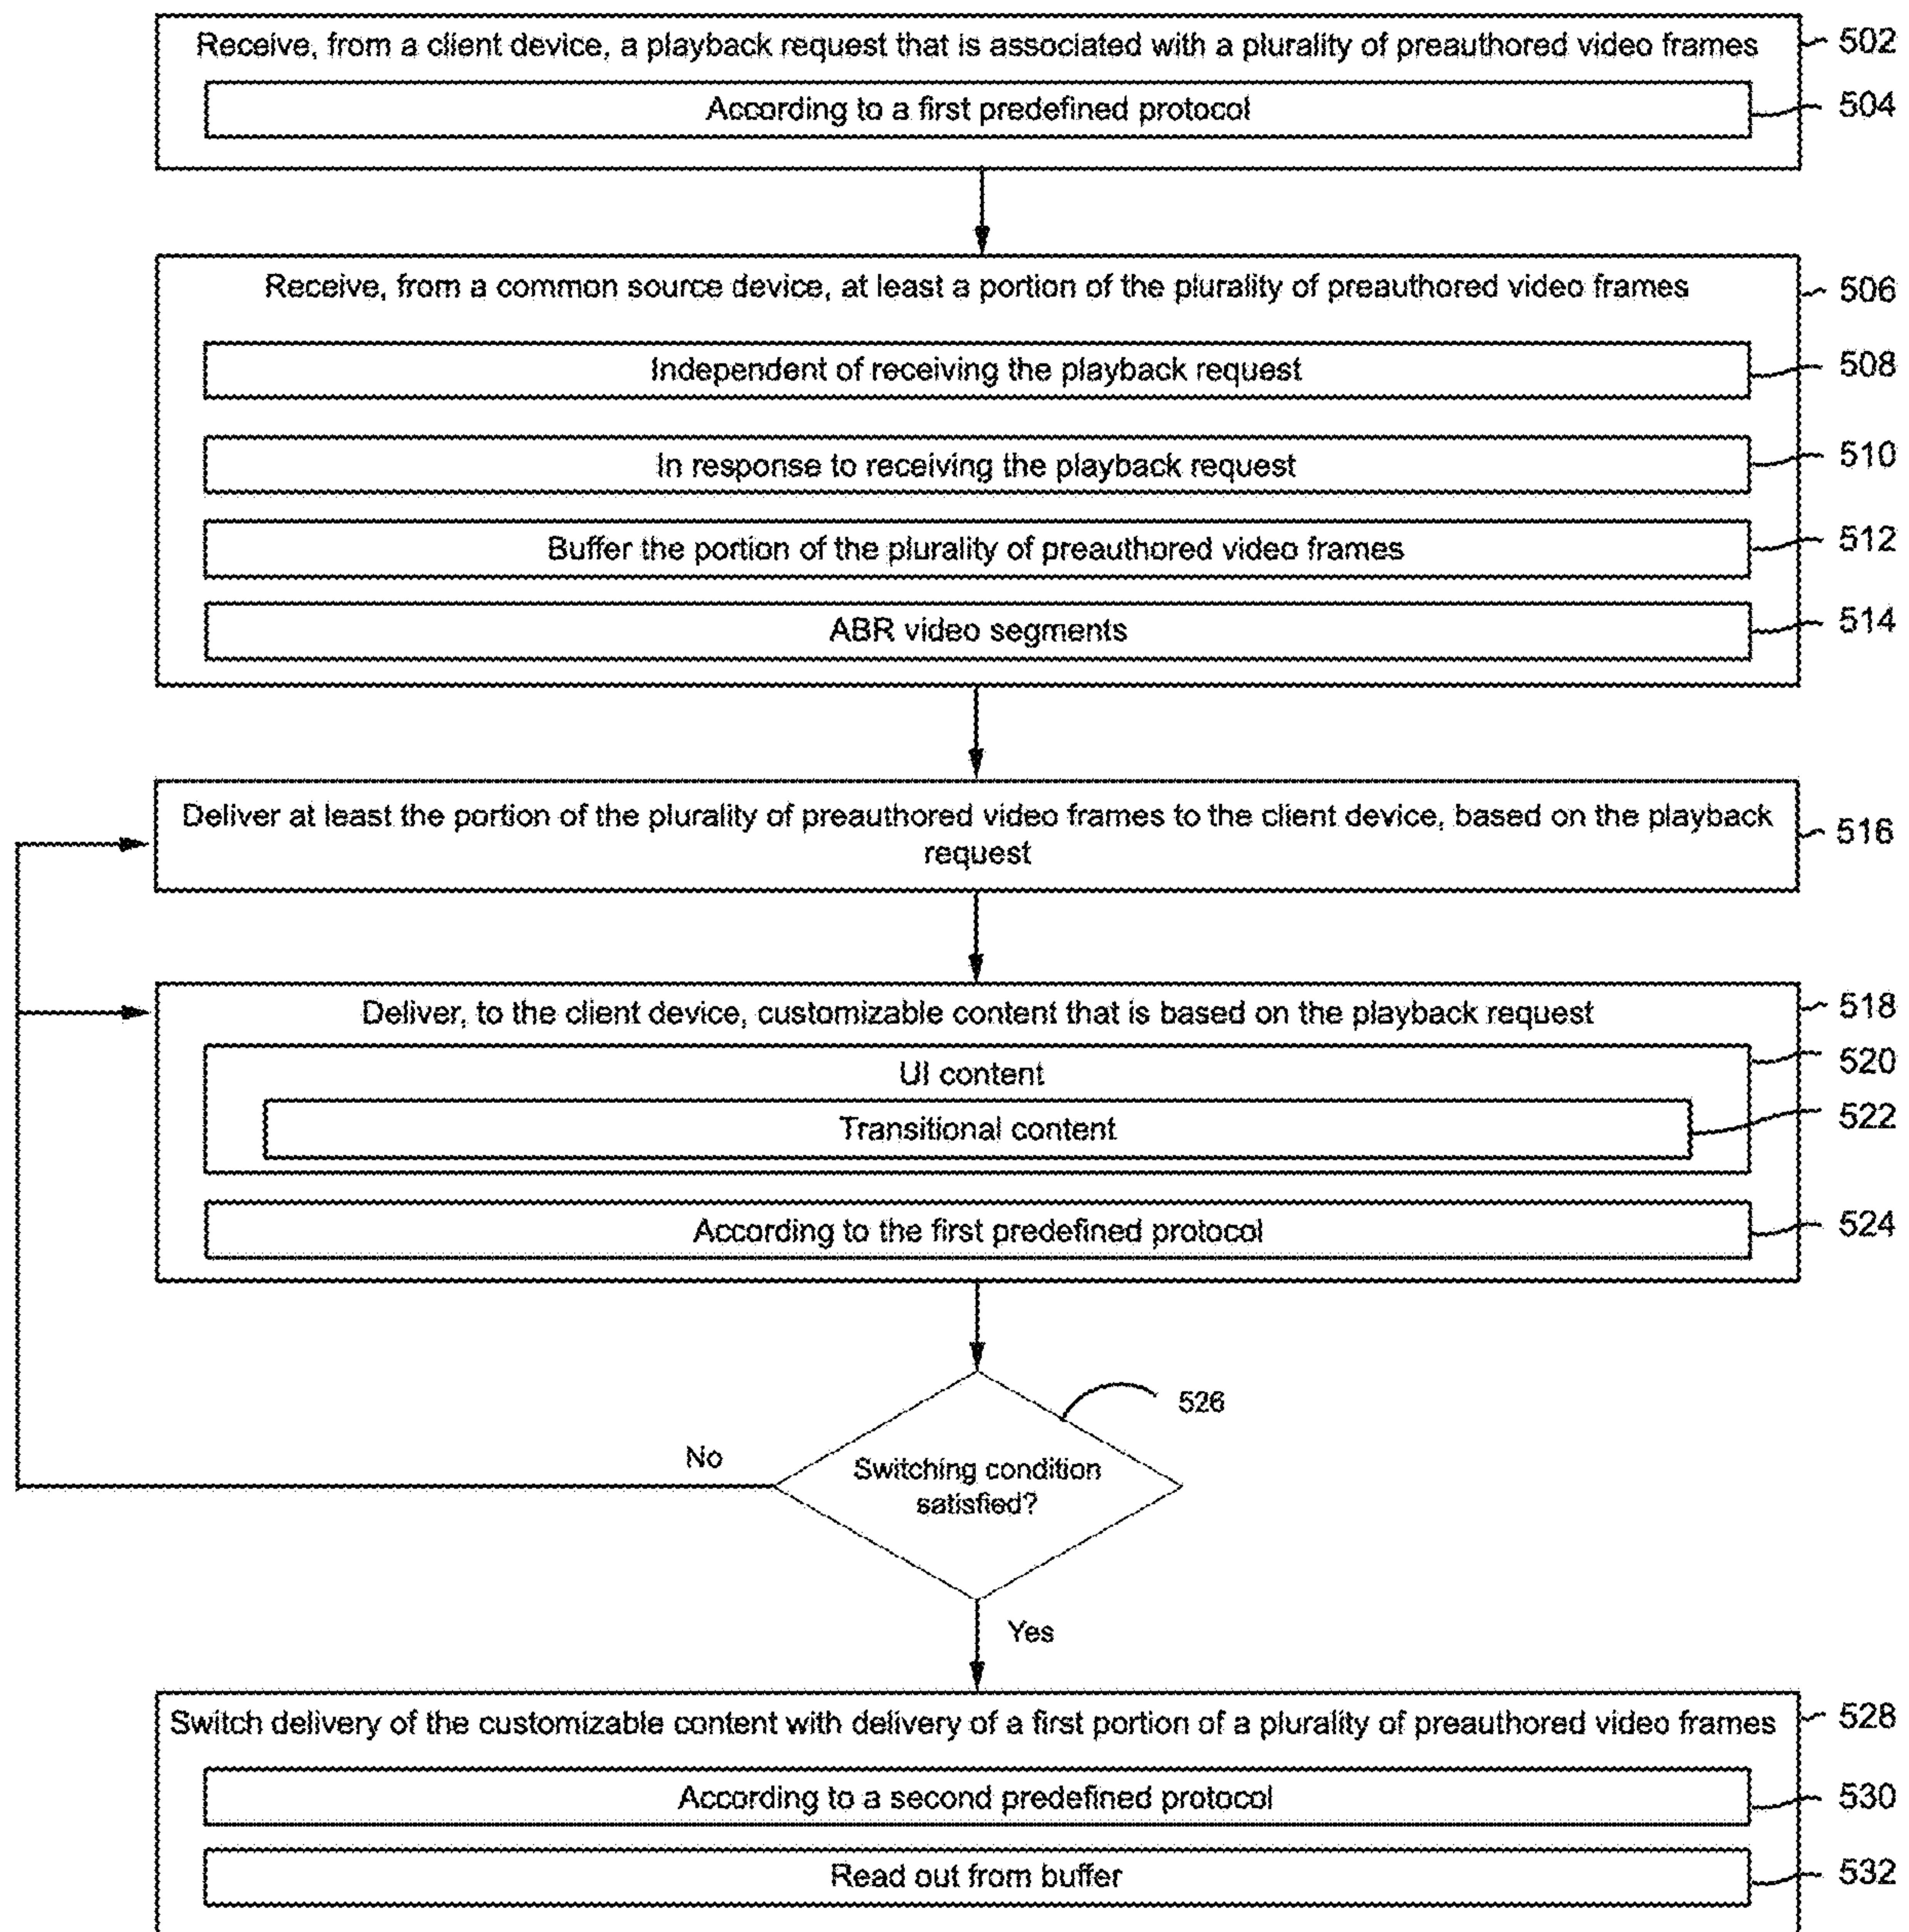 Receive, from a client device, a playback request that is associated with a plurality of preauthored video frames
502
According to a first predefined protocol
504
Receive, from a common source device, at least a portion of the plurality of preauthored video frames
506
Independent of receiving the playback request
508
In response to receiving the playback request
510
Buffer the portion of the plurality of preauthored video frames
512
ABR video segments
514
Deliver at least the portion of the plurality of preauthored video frames to the client device, based on the playback
request
516
Deliver, to the client device, customizable content that is based on the playback request
518
UI content
520
Transitional content
522
According to the first predefined protocol
524
526
Switching condition
satisfied?
No
Yes
Switch delivery of the customizable content with delivery of a first portion of a plurality of preauthored video frames
528
According to a second predefined protocol
530
Read out from buffer
532